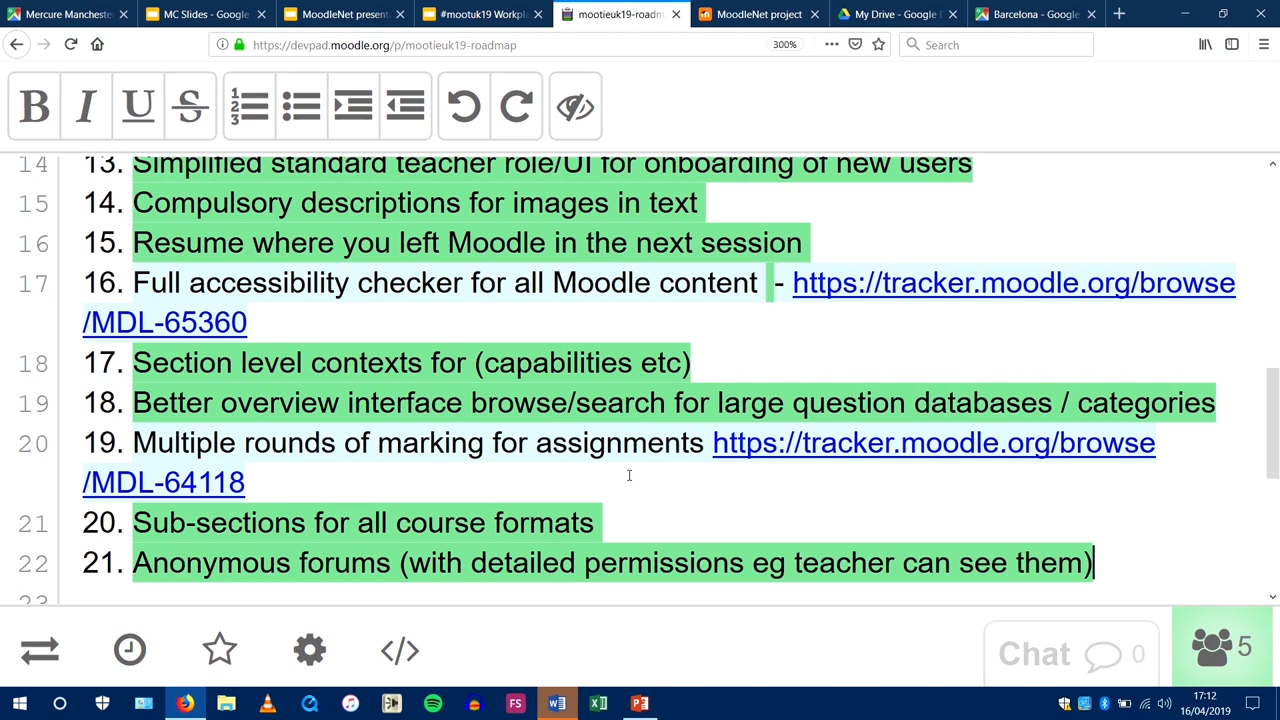 Mercure Manchester
MC Slides - Google
MoodleNet present
#mootuk19 Workpl
mootieuk19-roadm
MoodleNet project
My Drive - Google D
Barcelona - Google
https://devpad.moodle.org/p/mootieuk19-roadmap
300%
Search
B I U S
14 13. Simplified standard teacher role/UI for onboarding of new users
15 14. Compulsory descriptions for images in text
16 15. Resume where you left Moodle in the next session
17 16. Full accessibility checker for all Moodle content - https://tracker.moodle.org/browse
/MDL-65360
18 17. Section level contexts for (capabilities etc)
19 18. Better overview interface browse/search for large question databases / categories
20 19. Multiple rounds of marking for assignments https://tracker.moodle.org/browse
/MDL-64118
21 20. Sub-sections for all course formats
22 21. Anonymous forums (with detailed permissions eg teacher can see them)
23
Chat 0
5
FS
17:12
16/04/2019